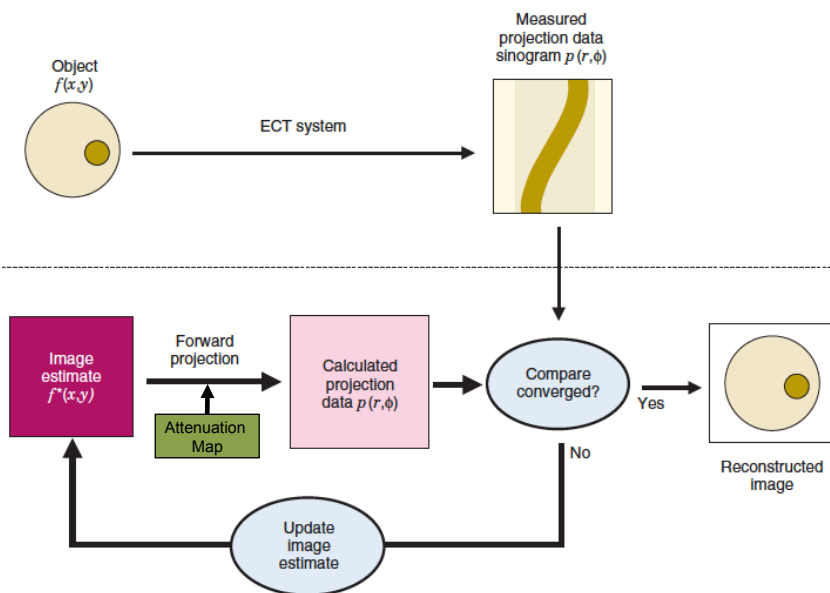 Measured
projection data
sinogram p(r,ϕ)
Object
f(x,y)
ECT system
Image
estimate
f*(x,y)
Forward
projection
Attenuation
Map
Calculated
projection
data p(r,ϕ)
Compare
converged?
Yes
No
Reconstructed
image
Update
image
estimate